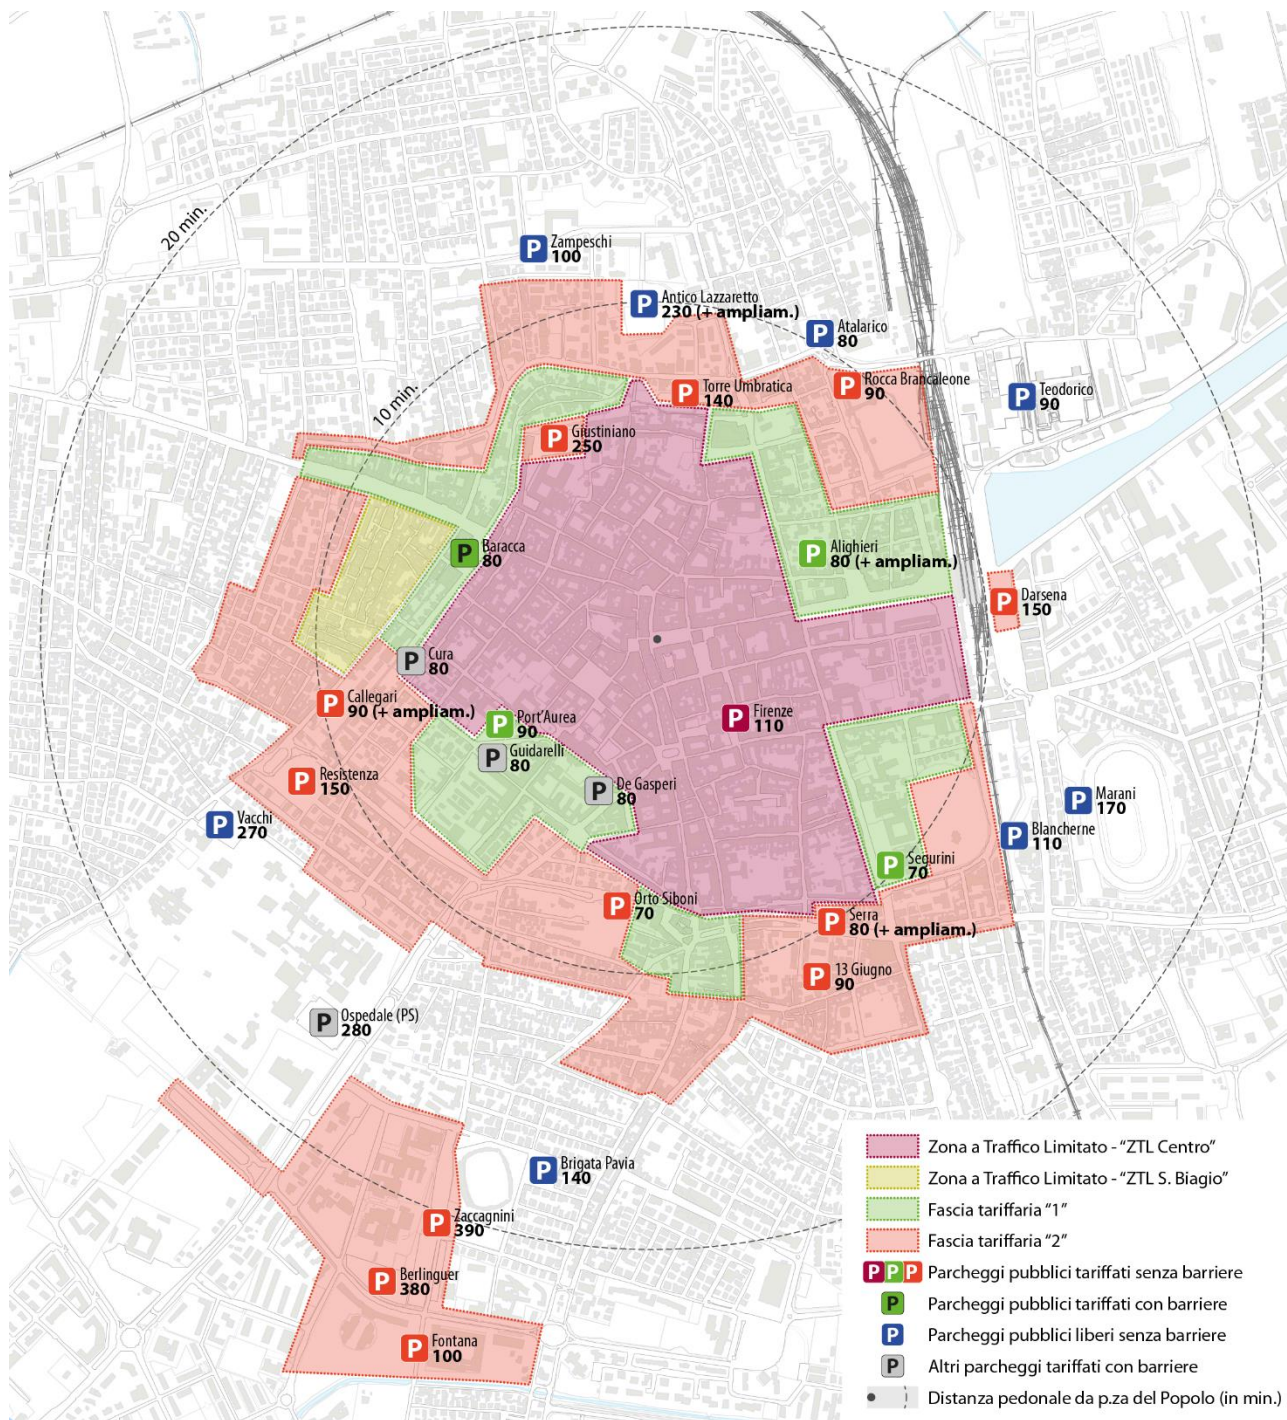 20 min.
10 min.
P Zampeschi
100
P Antico Lazzaretto
230 (+ ampliam.)
P Atalarico
80
P Torre Umbratica
140
P Rocca Brancaleone
90
P Teodorico
90
P Giustiniano
250
P Baracca
80
P Alighieri
80 (+ ampliam.)
P Darsena
150
P Cura
80
P Callegari
90 (+ ampliam.)
P Port'Aurea
90
P Guidarelli
80
P Firenze
110
P Resistenza
150
P De Gasperi
80
P Marani
170
P Vacchi
270
P Blancherne
110
P Segurini
70
P Orto Siboni
70
P Serra
80 (+ ampliam.)
P 13 Giugno
90
P Ospedale (PS)
280
P Brigata Pavia
140
P Zaccagnini
390
P Berlinguer
380
P Fontana
100
Zona a Traffico Limitato - "ZTL Centro"
Zona a Traffico Limitato - "ZTL S. Biagio"
Fascia tariffaria "1"
Fascia tariffaria "2"
P P P Parcheggi pubblici tariffati senza barriere
P Parcheggi pubblici tariffati con barriere
P Parcheggi pubblici liberi senza barriere
P Altri parcheggi tariffati con barriere
Distanza pedonale da p.za del Popolo (in min.)